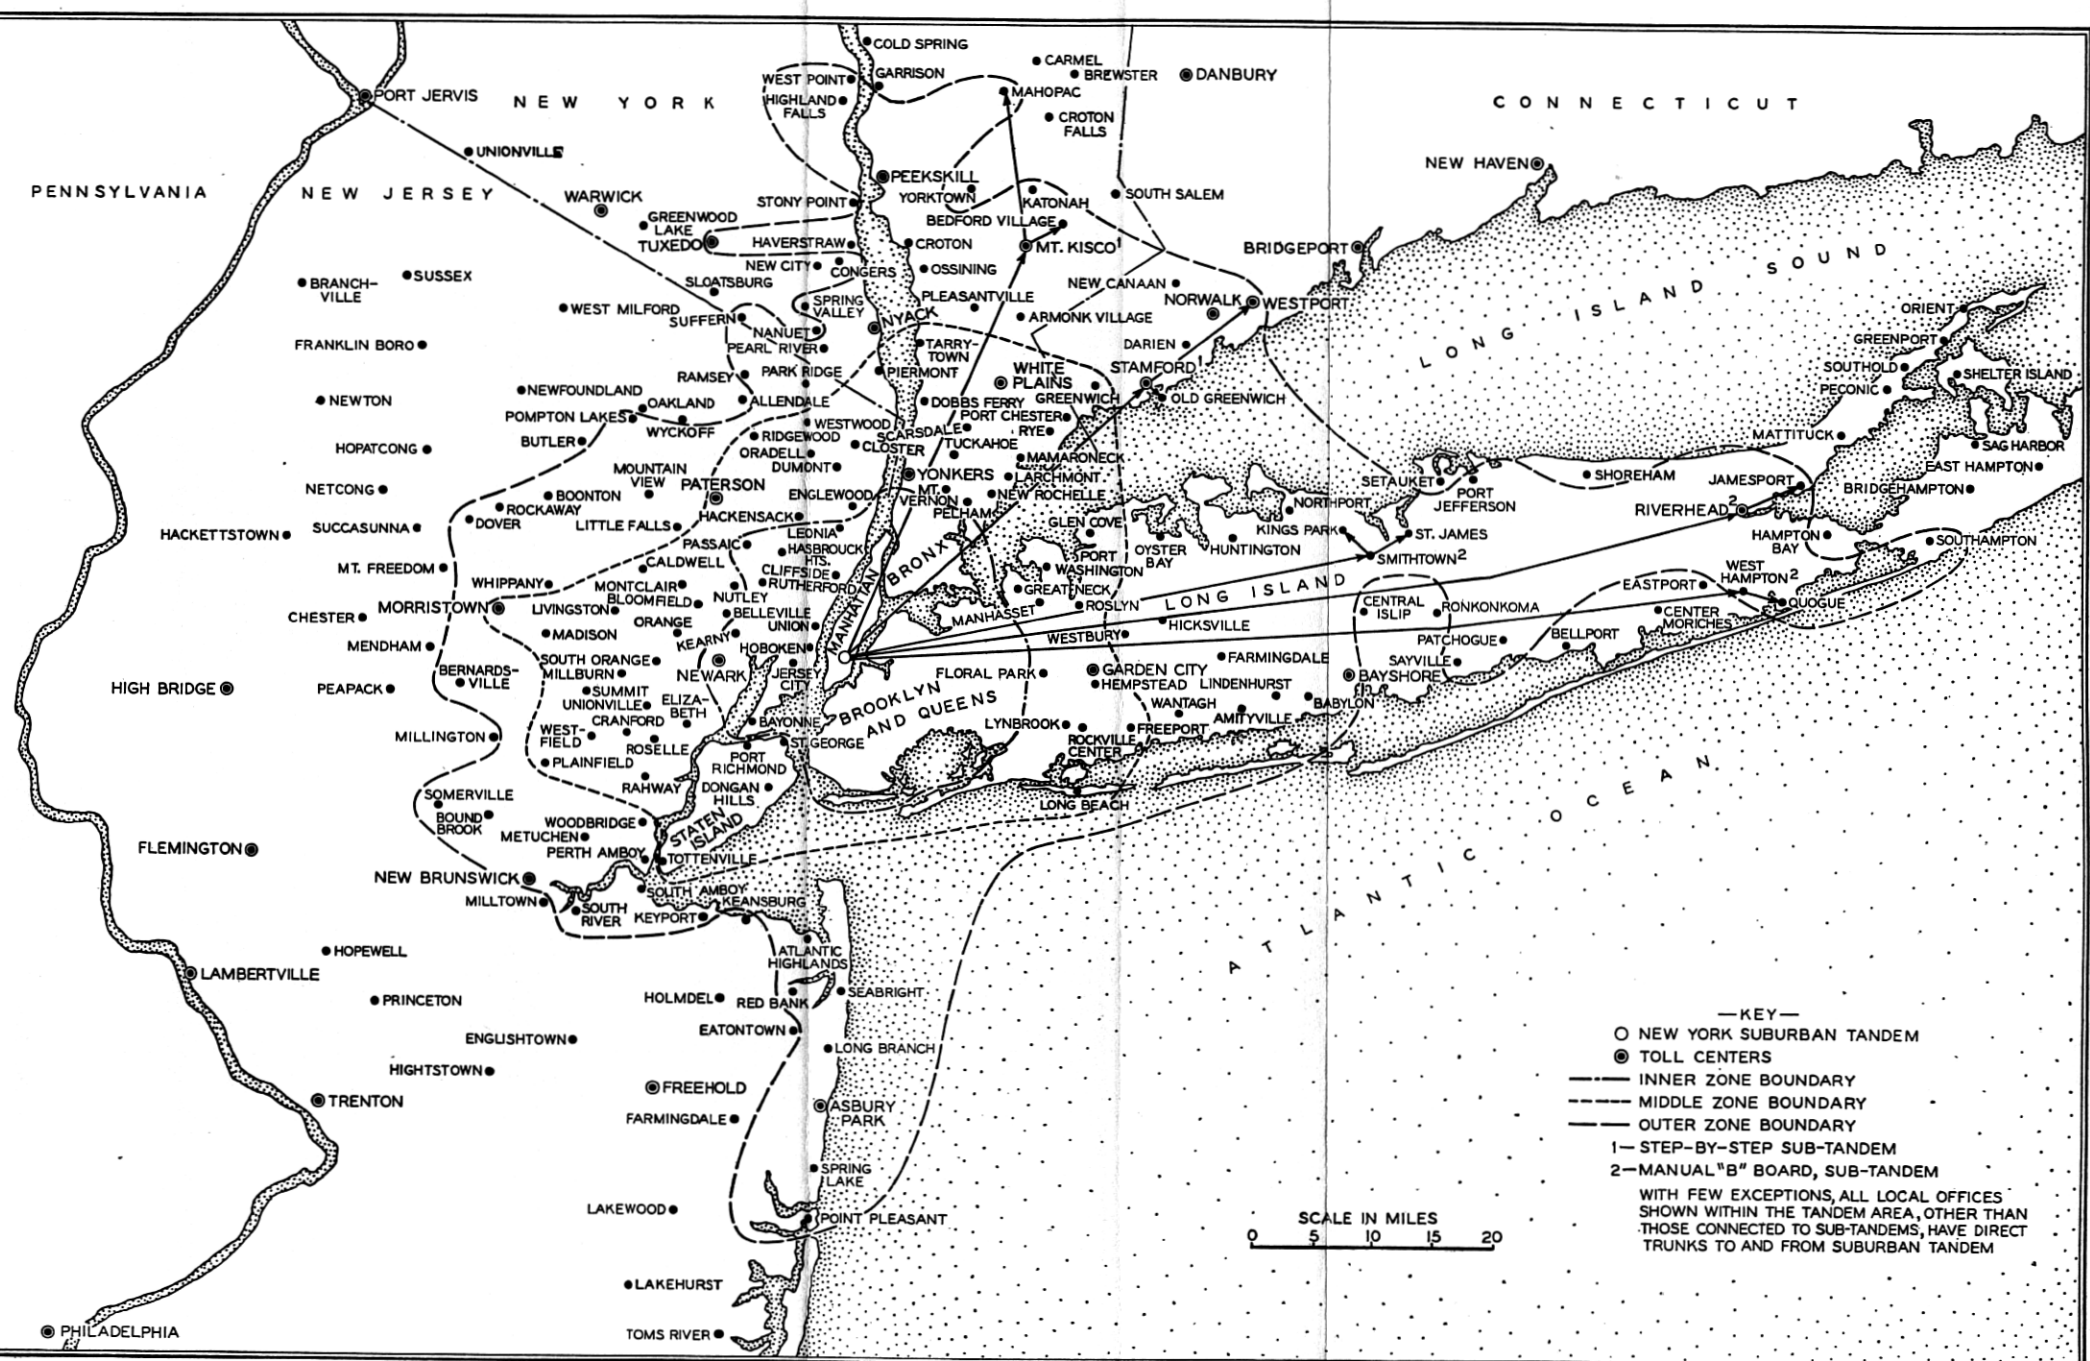 COLD SPRING
CARMEL
BREWSTER
DANBURY
WEST POINT
GARRISON
PORT JERVIS
NEW YORK
HIGHLAND
FALLS
MAHOPAC
CONNECTICUT
CROTON
FALLS
UNIONVILLE
NEW HAVEN
PENNSYLVANIA
NEW JERSEY
WARWICK
PEEKSKILL
YORKTOWN
KATONAH
SOUTH SALEM
STONY POINT
GREENWOOD
LAKE
BEDFORD VILLAGE
TUXEDO
HAVERSTRAW
CROTON
MT. KISCO1
BRIDGEPORT
NEW CITY
CONGERS
OSSINING
LONG ISLAND SOUND
BRANCH-
VILLE
SUSSEX
SLOATSBURG
NEW CANAAN
PLEASANTVILLE
NORWALK
WESTPORT
WEST MILFORD
SPRING
VALLEY
SUFFERN
NYACK
ARMONK VILLAGE
ORIENT
NANUET
FRANKLIN BORO
PEARL RIVER
TARRY-
TOWN
DARIEN
GREENPORT
RAMSEY
PARK RIDGE
PIERMONT
WHITE
PLAINS
STAMFORD1
SOUTHOLD
SHELTER ISLAND
NEWFOUNDLAND
PECONIC
NEWTON
OAKLAND
ALLENDALE
DOBBS FERRY
GREENWICH
OLD GREENWICH
POMPTON LAKES
WYCKOFF
WESTWOOD
PORT CHESTER
BUTLER
RIDGEWOOD
SCARSDALE
RYE
MATTITUCK
HOPATCONG
ORADELL
CLOSTER
TUCKAHOE
SAG HARBOR
DUMONT
MAMARONECK
MOUNTAIN
VIEW
PATERSON
YONKERS
LARCHMONT
SETAUKET
PORT
JEFFERSON
SHOREHAM
JAMESPORT
EAST HAMPTON
NETCONG
BOONTON
ENGLEWOOD
MT.
VERNON
NEW ROCHELLE
NORTHPORT
BRIDGEHAMPTON
ROCKAWAY
DOVER
HACKENSACK
PELHAM
RIVERHEAD2
HACKETTSTOWN
SUCCASUNNA
LITTLE FALLS
LEONIA
GLEN COVE
KINGS PARK
ST. JAMES
HAMPTON
BAY
SOUTHAMPTON
PASSAIC
HASBROUCK
HTS.
BRONX
PORT
WASHINGTON
OYSTER
BAY
HUNTINGTON
SMITHTOWN2
MT. FREEDOM
CALDWELL
CLIFFSIDE
WEST
HAMPTON2
WHIPPANY
MONTCLAIR
RUTHERFORD
MANHATTAN
GREAT NECK
LONG ISLAND
EASTPORT
MORRISTOWN
LIVINGSTON
BLOOMFIELD
NUTLEY
MANHASSET
ROSLYN
CENTRAL
ISLIP
RONKONKOMA
QUOGUE
CHESTER
BELLEVILLE
ORANGE
UNION
HICKSVILLE
CENTER
MORICHES
MADISON
KEARNY
WESTBURY
PATCHOGUE
BELLPORT
MENDHAM
HOBOKEN
SOUTH ORANGE
FARMINGDALE
SAYVILLE
BERNARDS-
VILLE
MILLBURN
NEWARK
JERSEY
CITY
FLORAL PARK
GARDEN CITY
BAYSHORE
HIGH BRIDGE
PEAPACK
SUMMIT
HEMPSTEAD
LINDENHURST
UNIONVILLE
ELIZA-
BETH
BROOKLYN
AND QUEENS
WANTAGH
BABYLON
CRANFORD
BAYONNE
LYNBROOK
AMITYVILLE
MILLINGTON
WEST-
FIELD
ROSELLE
ST. GEORGE
ROCKVILLE
CENTER
FREEPORT
PLAINFIELD
PORT
RICHMOND
ATLANTIC OCEAN
RAHWAY
DONGAN
HILLS
SOMERVILLE
LONG BEACH
BOUND
BROOK
WOODBRIDGE
STATEN
ISLAND
METUCHEN
FLEMINGTON
PERTH AMBOY
TOTTENVILLE
NEW BRUNSWICK
SOUTH AMBOY
MILLTOWN
SOUTH
RIVER
KEYPORT
KEANSBURG
HOPEWELL
ATLANTIC
HIGHLANDS
LAMBERTVILLE
HOLMDEL
RED BANK
SEABRIGHT
PRINCETON
EATONTOWN
ENGLISHTOWN
LONG BRANCH
HIGHTSTOWN
FREEHOLD
TRENTON
ASBURY
PARK
FARMINGDALE
SPRING
LAKE
LAKEWOOD
POINT PLEASANT
LAKEHURST
PHILADELPHIA
TOMS RIVER
—KEY—
NEW YORK SUBURBAN TANDEM
TOLL CENTERS
INNER ZONE BOUNDARY
MIDDLE ZONE BOUNDARY
OUTER ZONE BOUNDARY
1— STEP-BY-STEP SUB-TANDEM
2—MANUAL "B" BOARD, SUB-TANDEM
WITH FEW EXCEPTIONS, ALL LOCAL OFFICES
SHOWN WITHIN THE TANDEM AREA, OTHER THAN
THOSE CONNECTED TO SUB-TANDEMS, HAVE DIRECT
TRUNKS TO AND FROM SUBURBAN TANDEM
SCALE IN MILES
0 5 10 15 20